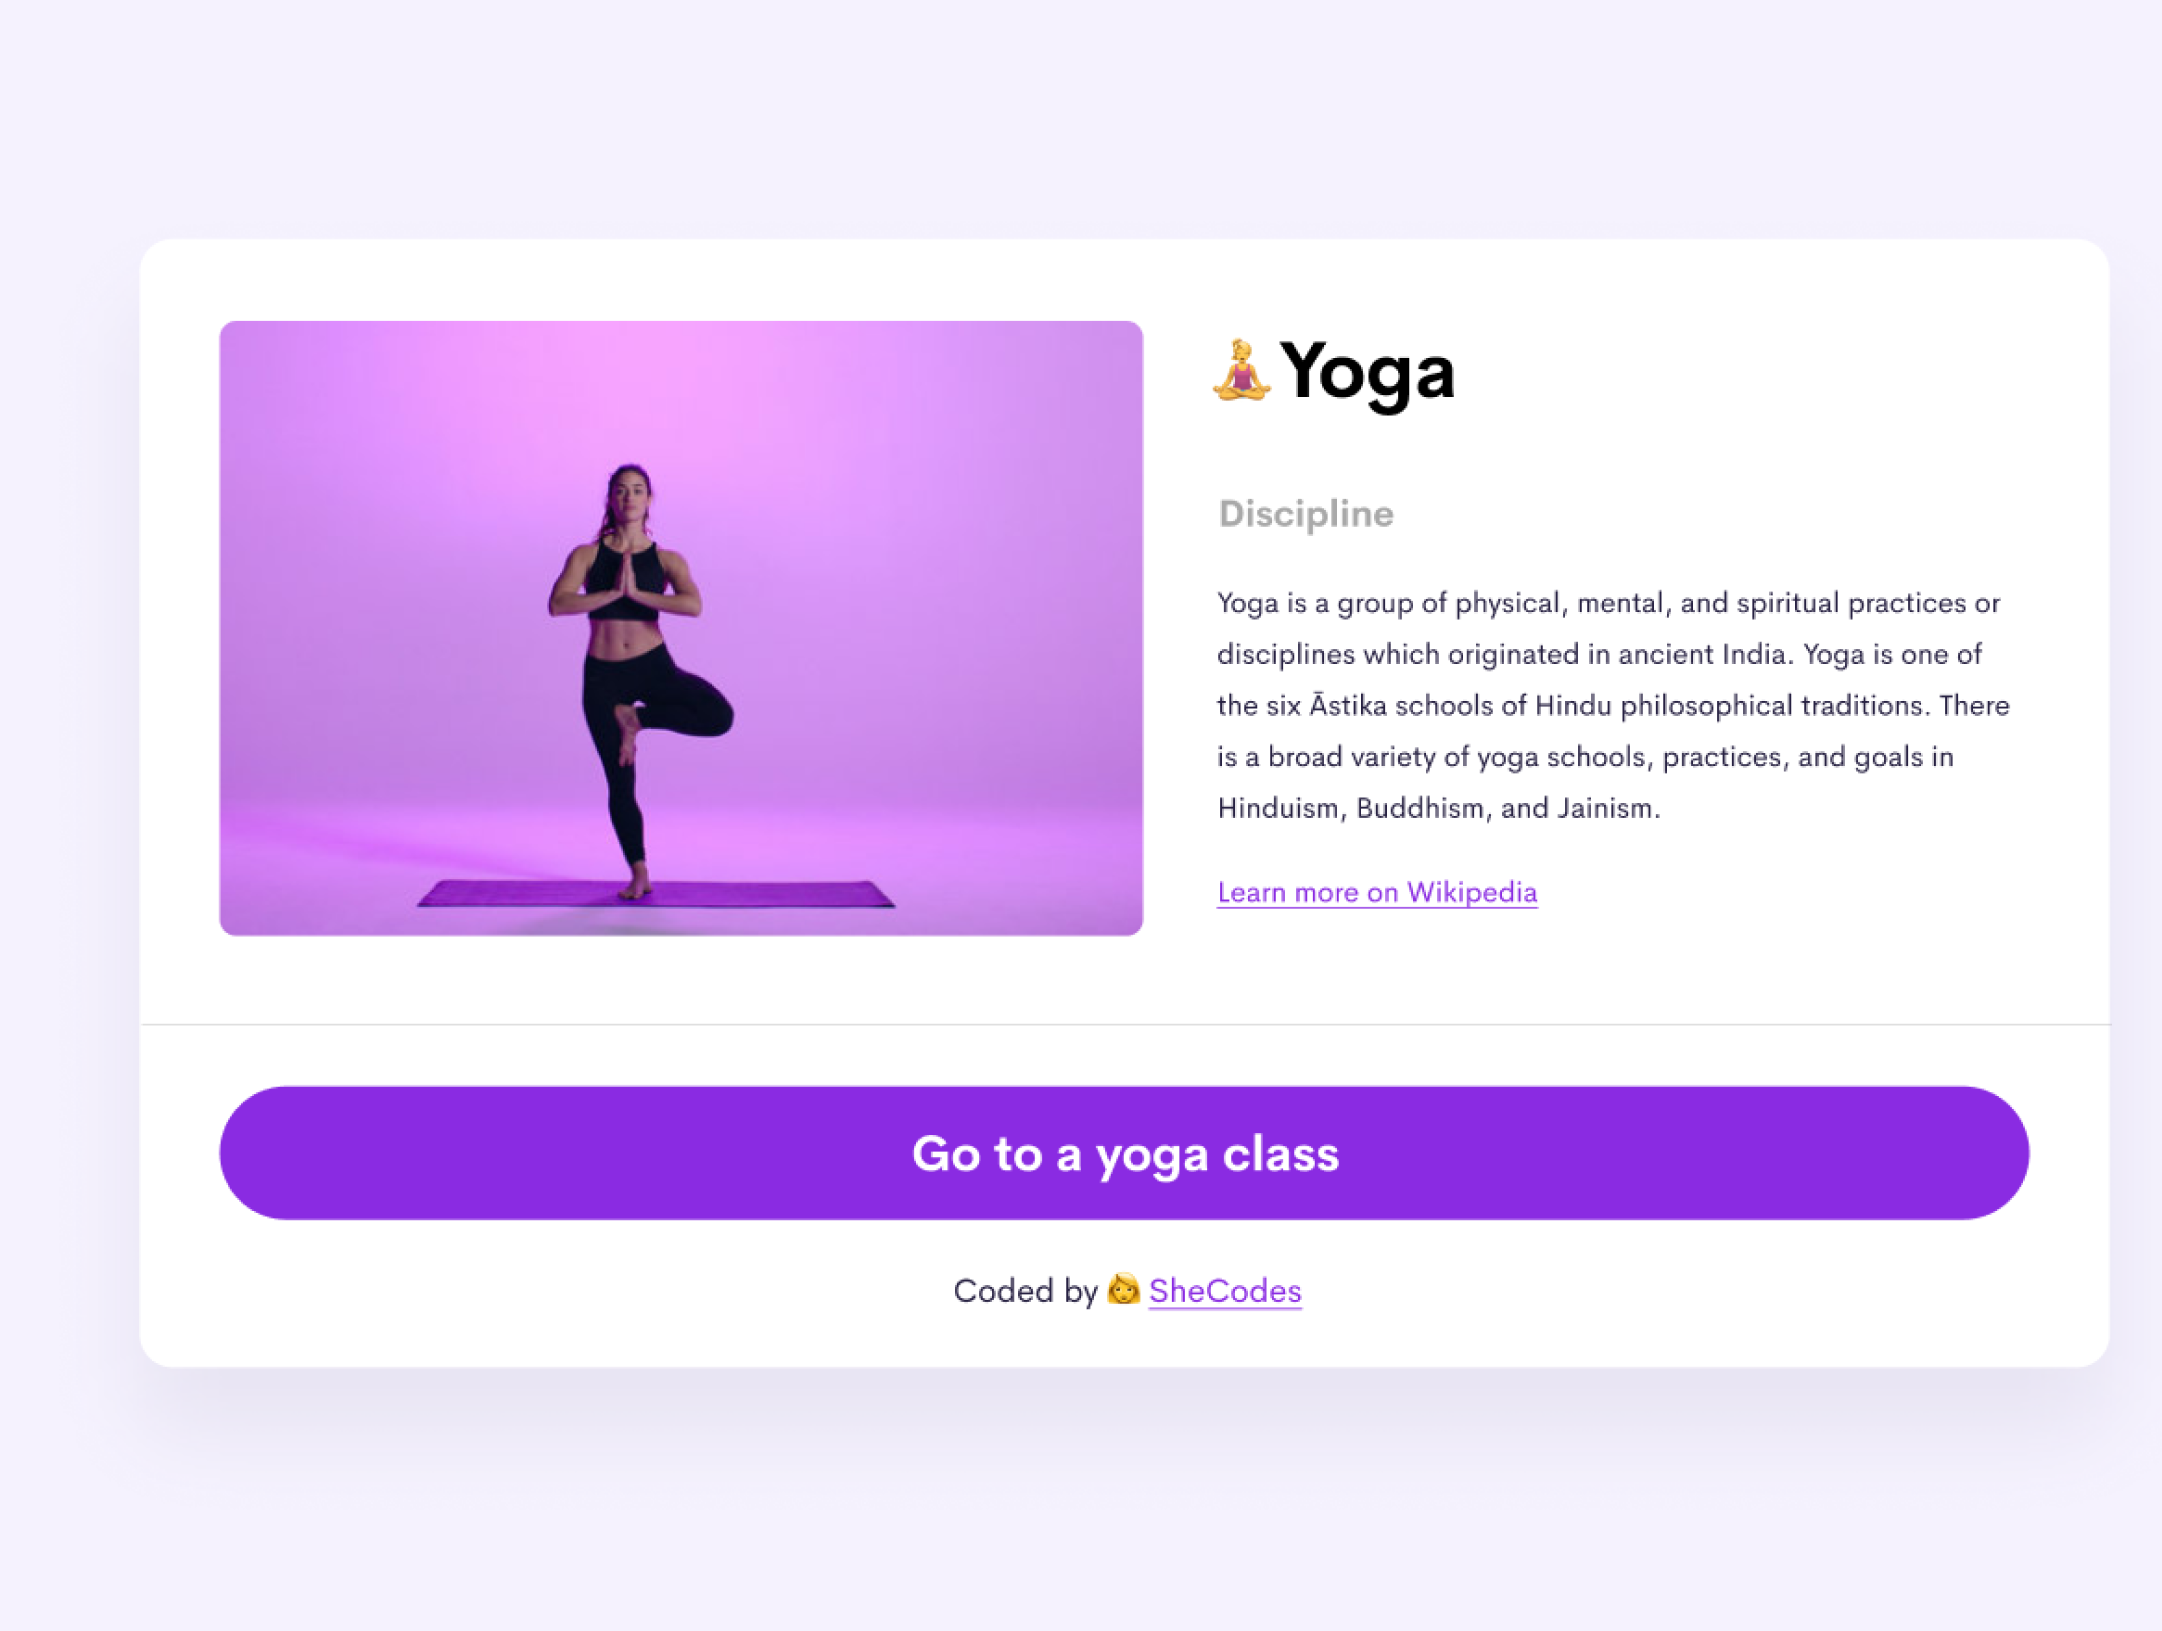 🧘‍♀️ Yoga
Discipline
Yoga is a group of physical, mental, and spiritual practices or
disciplines which originated in ancient India. Yoga is one of
the six Āstika schools of Hindu philosophical traditions. There
is a broad variety of yoga schools, practices, and goals in
Hinduism, Buddhism, and Jainism.
Learn more on Wikipedia
Go to a yoga class
Coded by 👩 SheCodes